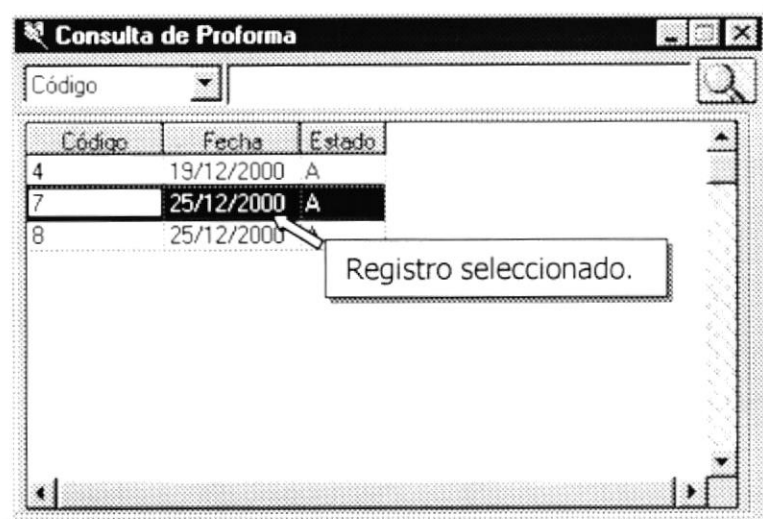 Consulta de Proforma
Código
Código Fecha Estado
4 19/12/2000 A
7 25/12/2000 A
8 25/12/2000 A
Registro seleccionado.